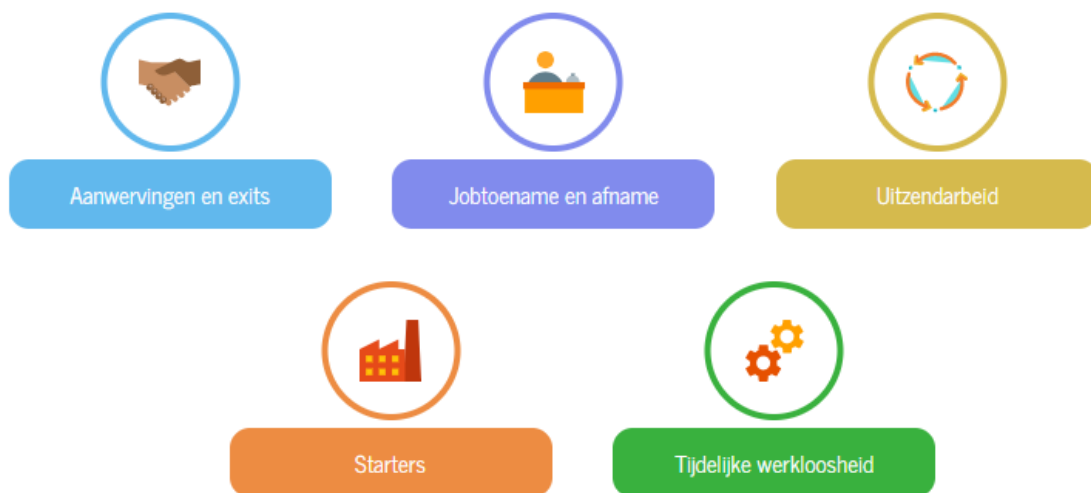 Aanwervingen en exits
Jobtoename en afname
Uitzendarbeid
Starters
Tijdelijke werkloosheid